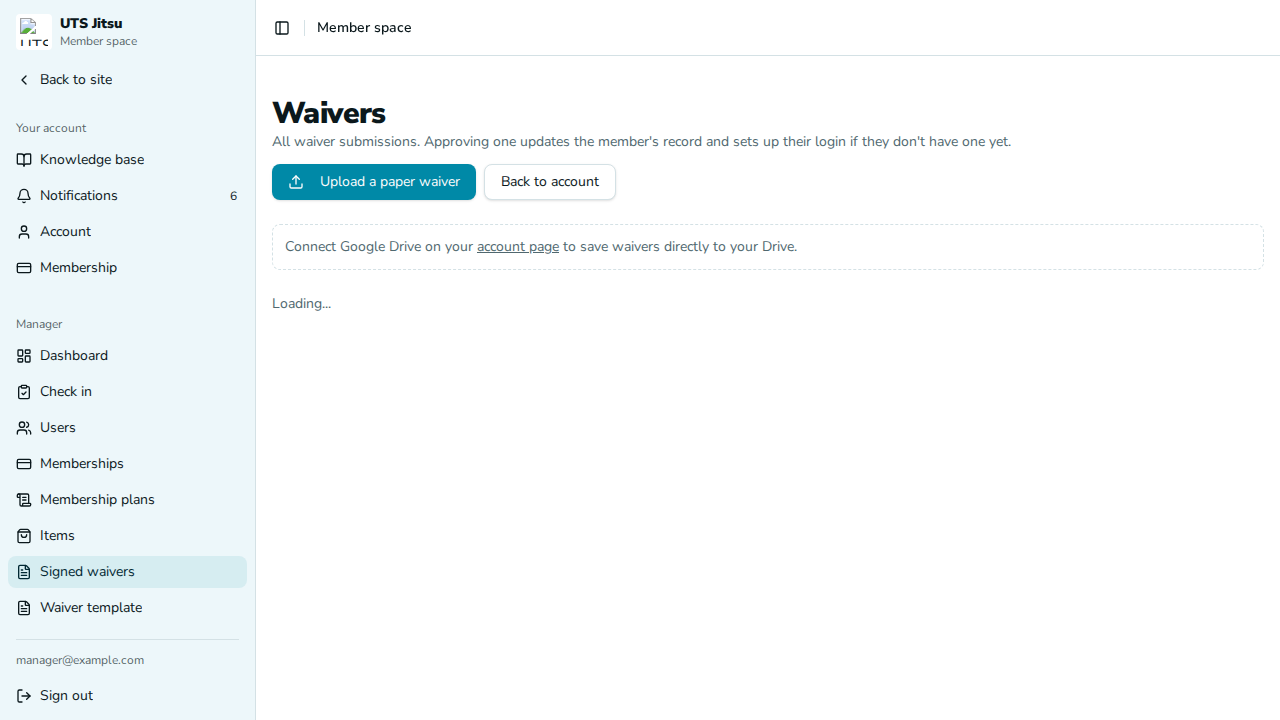 UTS Jitsu
Member space
Back to site
Your account
Knowledge base
Notifications 6
Account
Membership
Manager
Dashboard
Check in
Users
Memberships
Membership plans
Items
Signed waivers
Waiver template
manager@example.com
Sign out
Member space
Waivers
All waiver submissions. Approving one updates the member's record and sets up their login if they don't have one yet.
Upload a paper waiver
Back to account
Connect Google Drive on your account page to save waivers directly to your Drive.
Loading...